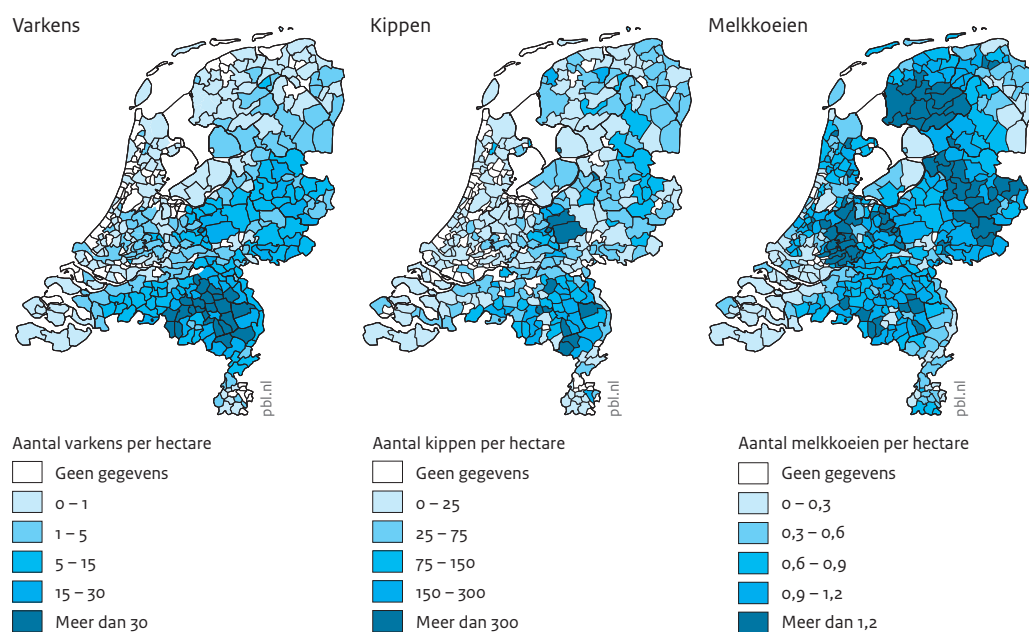 Varkens
Kippen
Melkkoeien
pbl.nl
pbl.nl
pbl.nl
Aantal varkens per hectare
Geen gegevens
0 – 1
1 – 5
5 – 15
15 – 30
Meer dan 30
Aantal kippen per hectare
Geen gegevens
0 – 25
25 – 75
75 – 150
150 – 300
Meer dan 300
Aantal melkkoeien per hectare
Geen gegevens
0 – 0,3
0,3 – 0,6
0,6 – 0,9
0,9 – 1,2
Meer dan 1,2